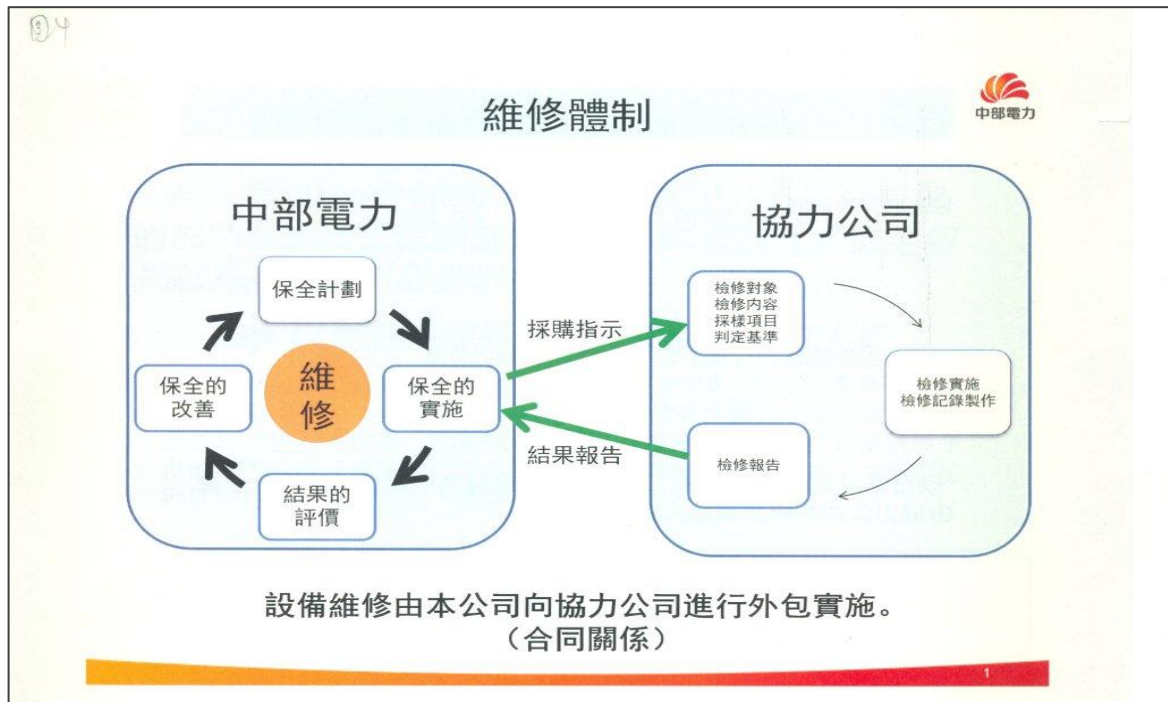 圖4
維修體制
中部電力
中部電力
保全計劃
保全的
實施
結果的
評價
保全的
改善
維
修
採購指示
結果報告
協力公司
檢修對象
檢修内容
採樣項目
判定基準
檢修實施
檢修記錄製作
檢修報告
設備維修由本公司向協力公司進行外包實施。
（合同關係）
1